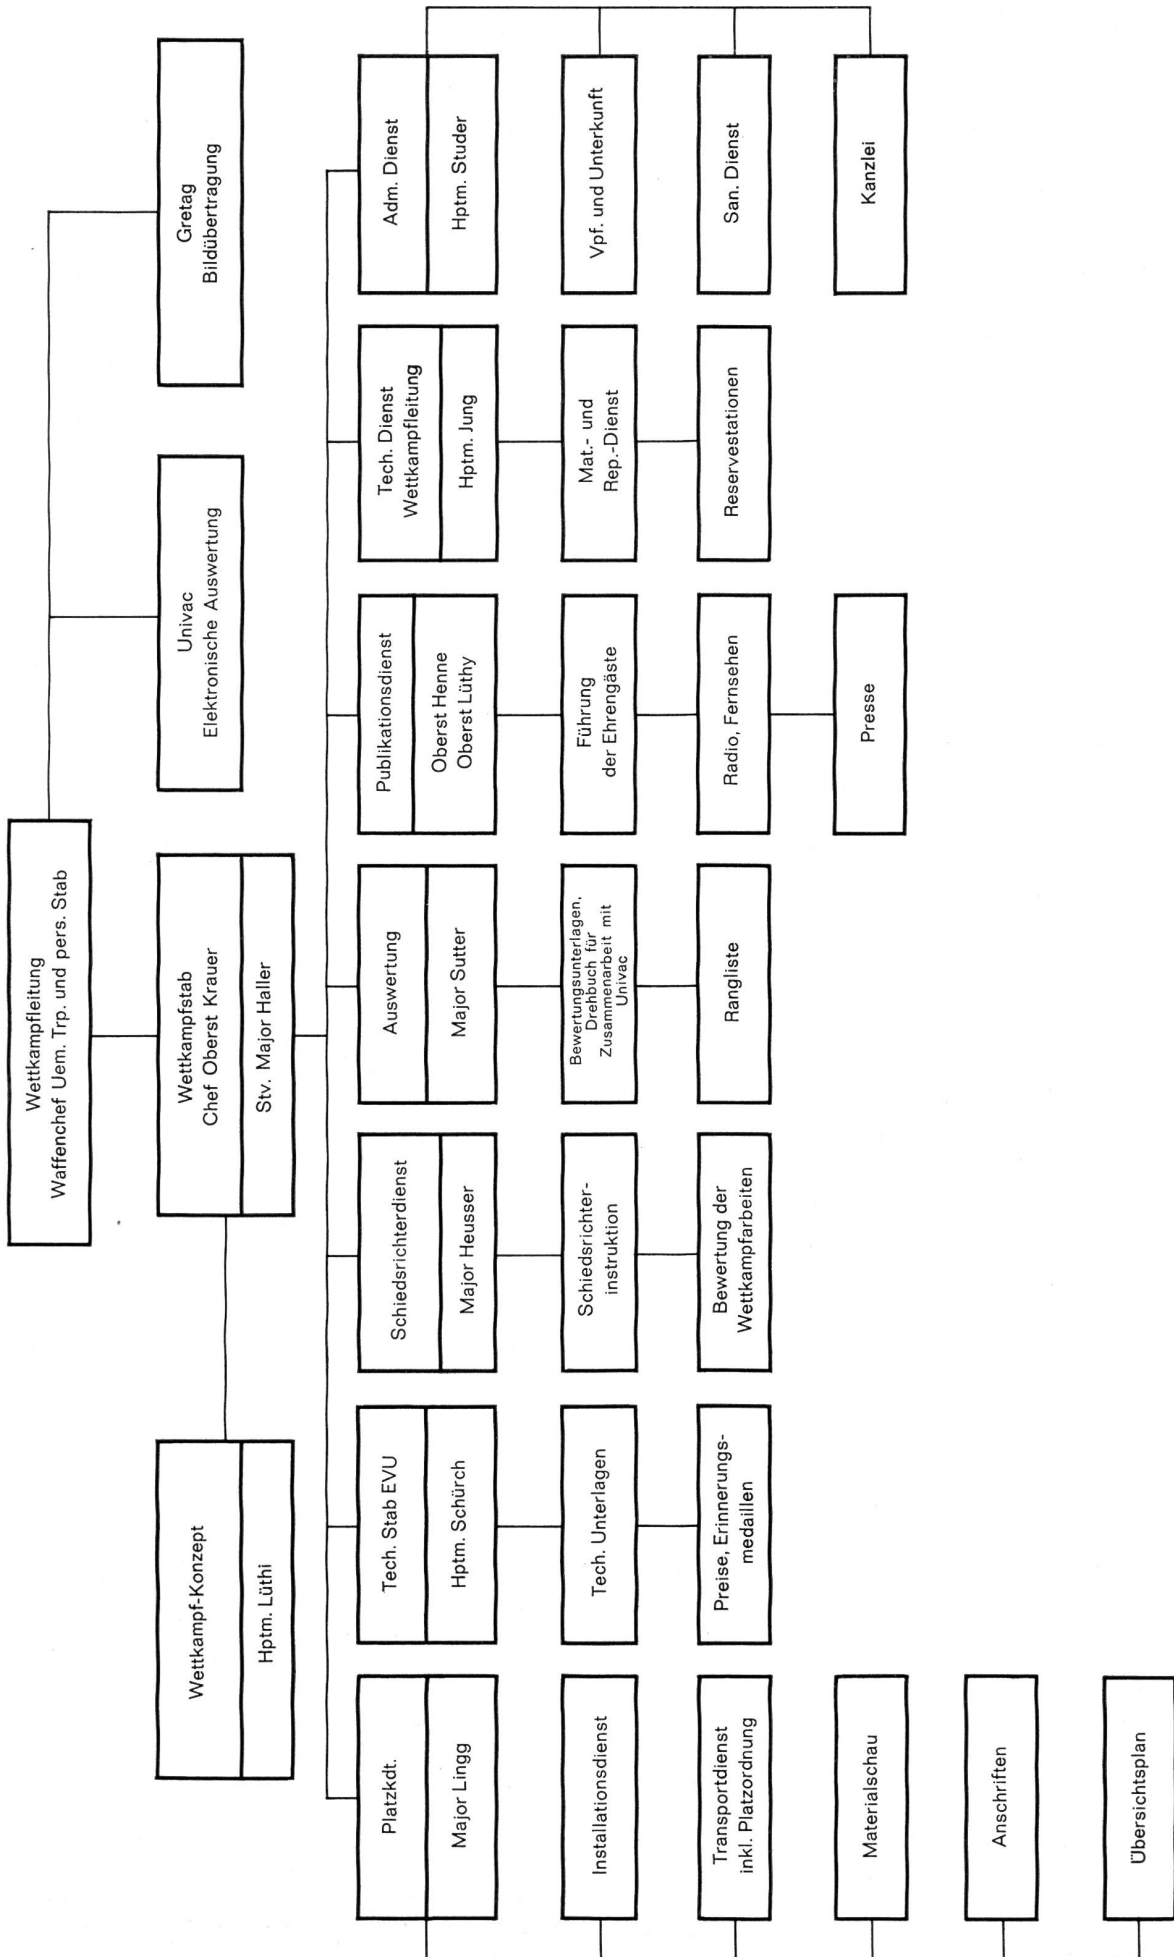 Wettkampfleitung
Waffenchef Uem. Trp. und pers. Stab
Wettkampf-Konzept
Hptm. Lüthi
Wettkampfstab
Chef Oberst Krauer
Stv. Major Haller
Univac
Elektronische Auswertung
Gretag
Bildübertragung
Platzkdt.
Major Lingg
Installationsdienst
Transportdienst
inkl. Platzordnung
Materialschau
Anschriften
Übersichtsplan
Tech. Stab EVU
Hptm. Schürch
Tech. Unterlagen
Preise, Erinnerungs-
medaillen
Schiedsrichterdienst
Major Heusser
Schiedsrichter-
instruktion
Bewertung der
Wettkampfarbeiten
Auswertung
Major Sutter
Bewertungsunterlagen,
Drehbuch für
Zusammenarbeit mit
Univac
Rangliste
Publikationsdienst
Oberst Henne
Oberst Lüthy
Führung
der Ehrengäste
Radio, Fernsehen
Presse
Tech. Dienst
Wettkampfleitung
Hptm. Jung
Mat.- und
Rep.-Dienst
Reservestationen
Adm. Dienst
Hptm. Studer
Vpf. und Unterkunft
San. Dienst
Kanzlei